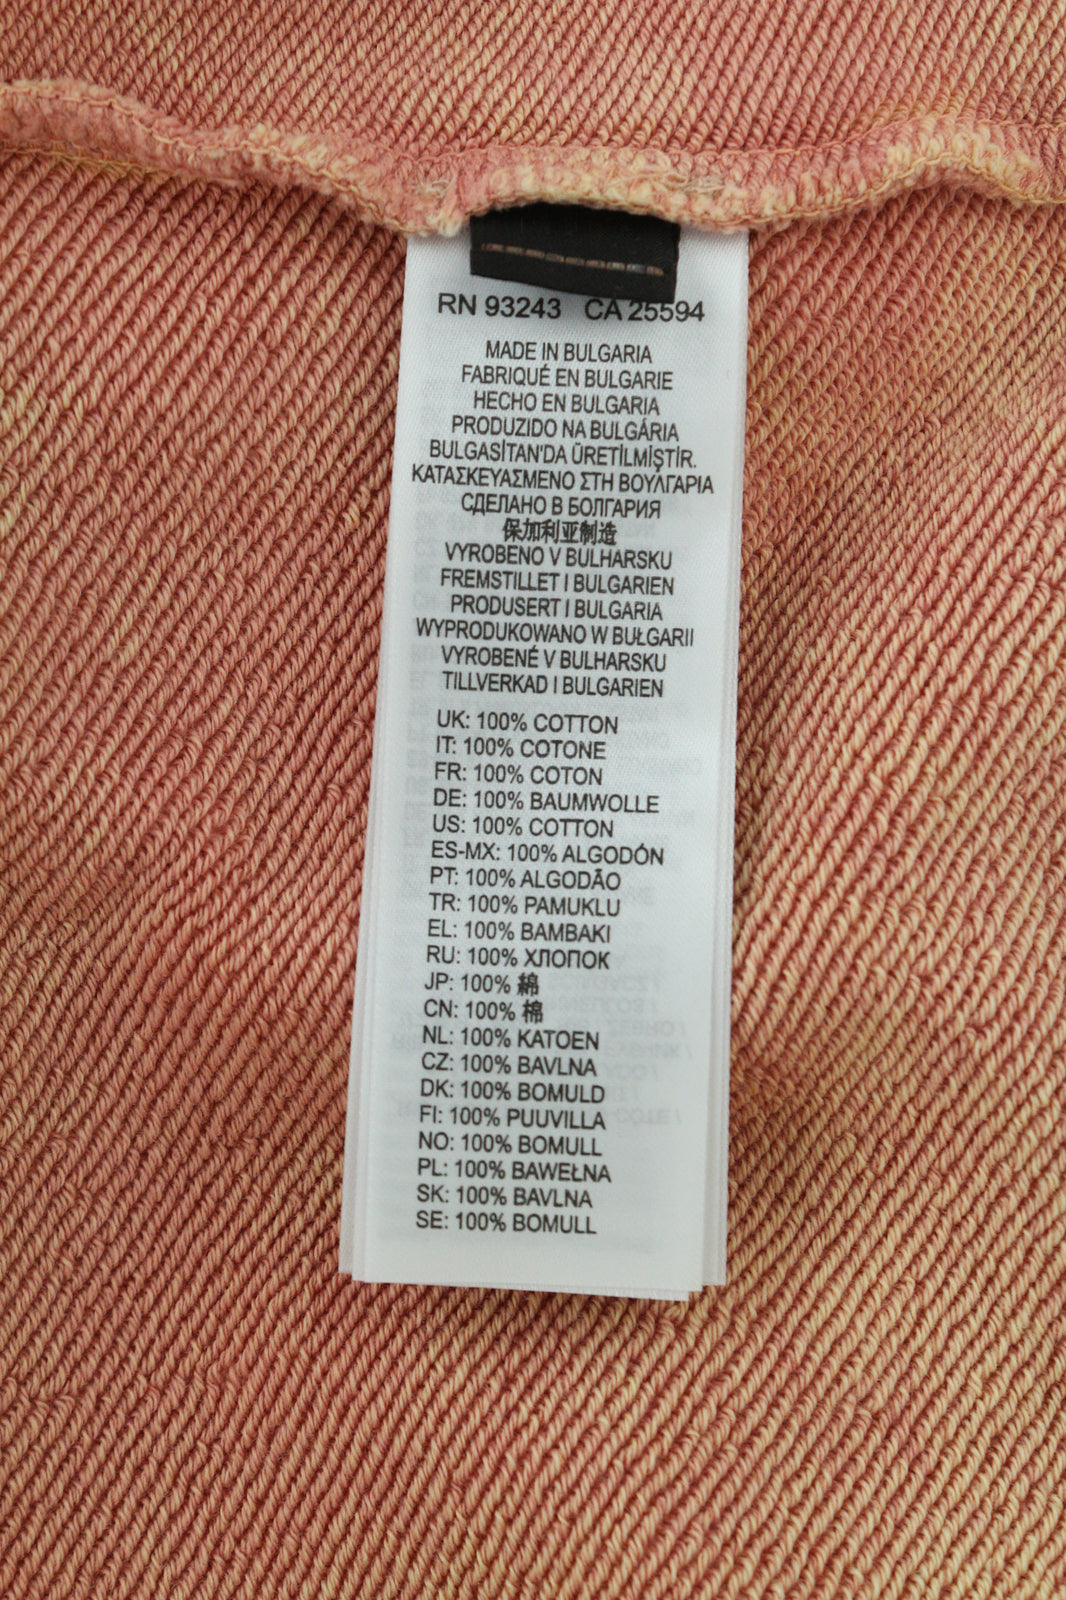 RN 93243 CA 25594
MADE IN BULGARIA
FABRIQUÉ EN BULGARIE
HECHO EN BULGARIA
PRODUZIDO NA BULGÁRIA
BULGASİTAN'DA ÜRETİLMİŞTİR.
ΚΑΤΑΣΚΕΥΑΣΜΕΝΟ ΣΤΗ ΒΟΥΛΓΑΡΙΑ
СДЕЛАНО В БОЛГАРИЯ
保加利亚制造
VYROBENO V BULHARSKU
FREMSTILLET I BULGARIEN
PRODUSERT I BULGARIA
WYPRODUKOWANO W BUŁGARII
VYROBENÉ V BULHARSKU
TILLVERKAD I BULGARIEN
UK: 100% COTTON
IT: 100% COTONE
FR: 100% COTON
DE: 100% BAUMWOLLE
US: 100% COTTON
ES-MX: 100% ALGODÓN
PT: 100% ALGODÃO
TR: 100% PAMUKLU
EL: 100% ΒΑΜΒΑΚΙ
RU: 100% ХЛОПОК
JP: 100% 綿
CN: 100% 棉
NL: 100% KATOEN
CZ: 100% BAVLNA
DK: 100% BOMULD
FI: 100% PUUVILLA
NO: 100% BOMULL
PL: 100% BAWEŁNA
SK: 100% BAVLNA
SE: 100% BOMULL